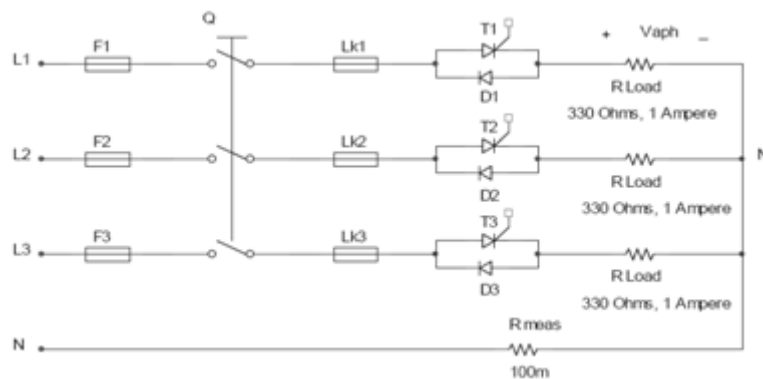 Q
T1
+ Vaph _
L1
F1
Lk1
D1
R Load
330 Ohms, 1 Ampere
T2
L2
F2
Lk2
N
D2
R Load
330 Ohms, 1 Ampere
T3
L3
F3
Lk3
D3
R Load
330 Ohms, 1 Ampere
R meas
N
100m